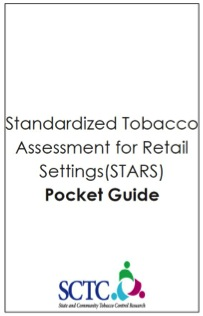 Standardized Tobacco
Assessment for Retail
Settings(STARS)
Pocket Guide
SCTC
State and Community Tobacco Control Research